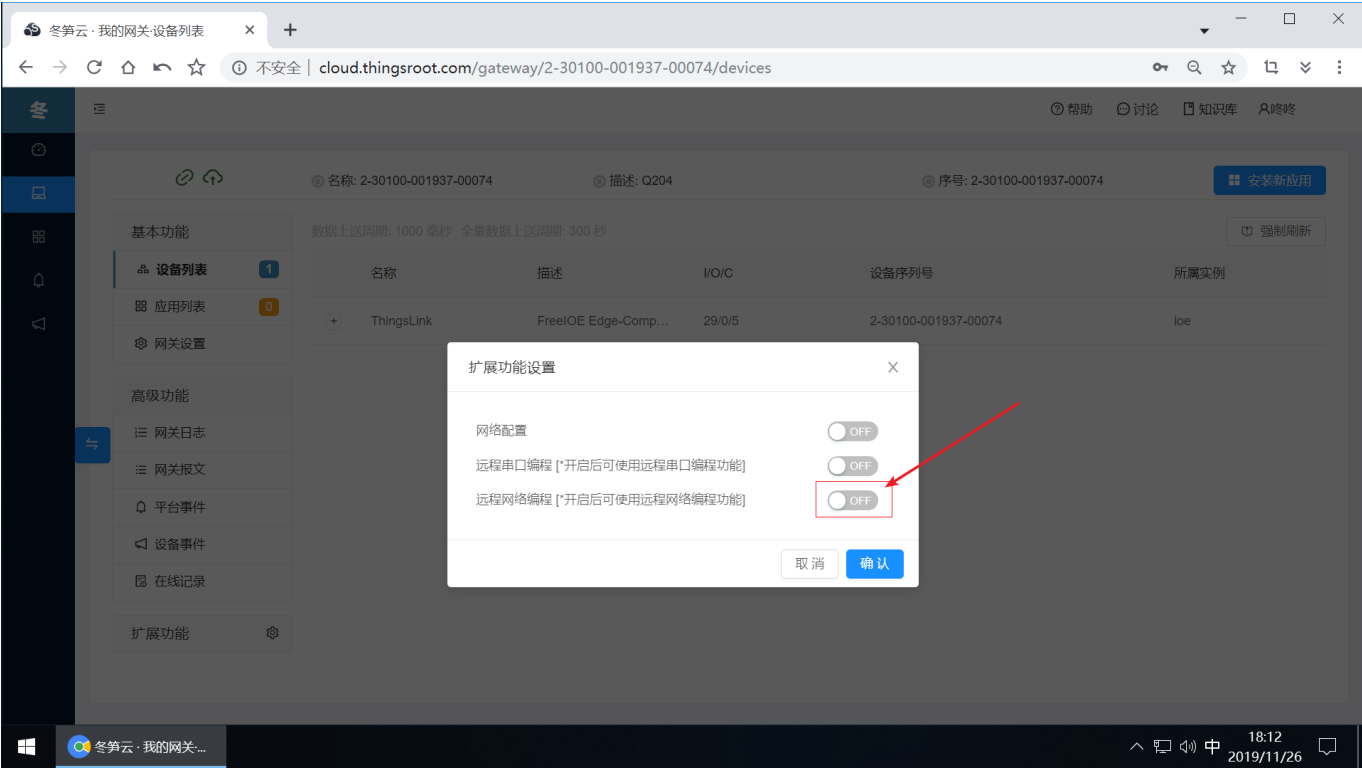 冬笋云 · 我的网关·设备列表
不安全 | cloud.thingsroot.com/gateway/2-30100-001937-00074/devices
冬
帮助 讨论 知识库 咚咚
名称: 2-30100-001937-00074 描述: Q204 序号: 2-30100-001937-00074 安装新应用
基本功能
数据上送周期: 1000 毫秒 全量数据上送周期: 300 秒 强制刷新
设备列表 1
名称 描述 I/O/C 设备序列号 所属实例
应用列表 0
ThingsLink FreeIOE Edge-Comp... 29/0/5 2-30100-001937-00074 ioe
网关设置
扩展功能设置
高级功能
网关日志
网络配置 OFF
网关报文
远程串口编程 [*开启后可使用远程串口编程功能] OFF
平台事件
远程网络编程 [*开启后可使用远程网络编程功能] OFF
设备事件
取 消 确 认
在线记录
扩展功能
冬笋云 · 我的网关·...
中
18:12
2019/11/26